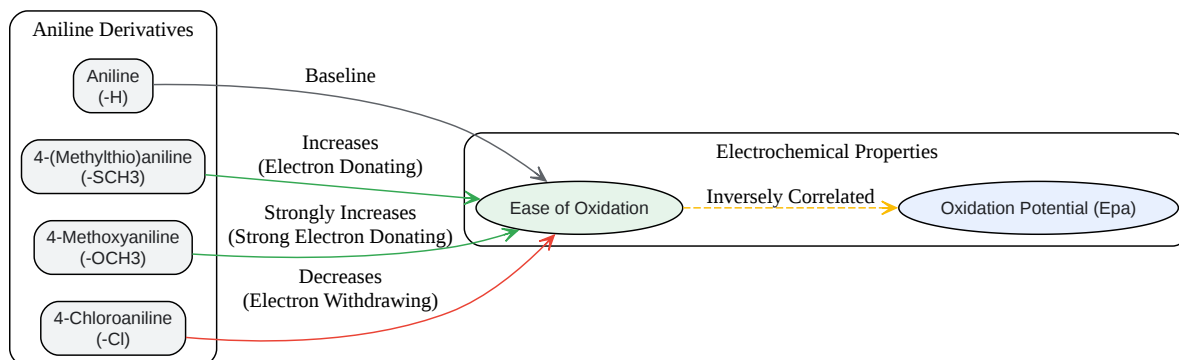 Aniline Derivatives
Aniline
(-H)
Baseline
4-(Methylthio)aniline
(-SCH3)
Increases
(Electron Donating)
4-Methoxyaniline
(-OCH3)
Strongly Increases
(Strong Electron Donating)
4-Chloroaniline
(-Cl)
Decreases
(Electron Withdrawing)
Electrochemical Properties
Ease of Oxidation
Inversely Correlated
Oxidation Potential (Epa)